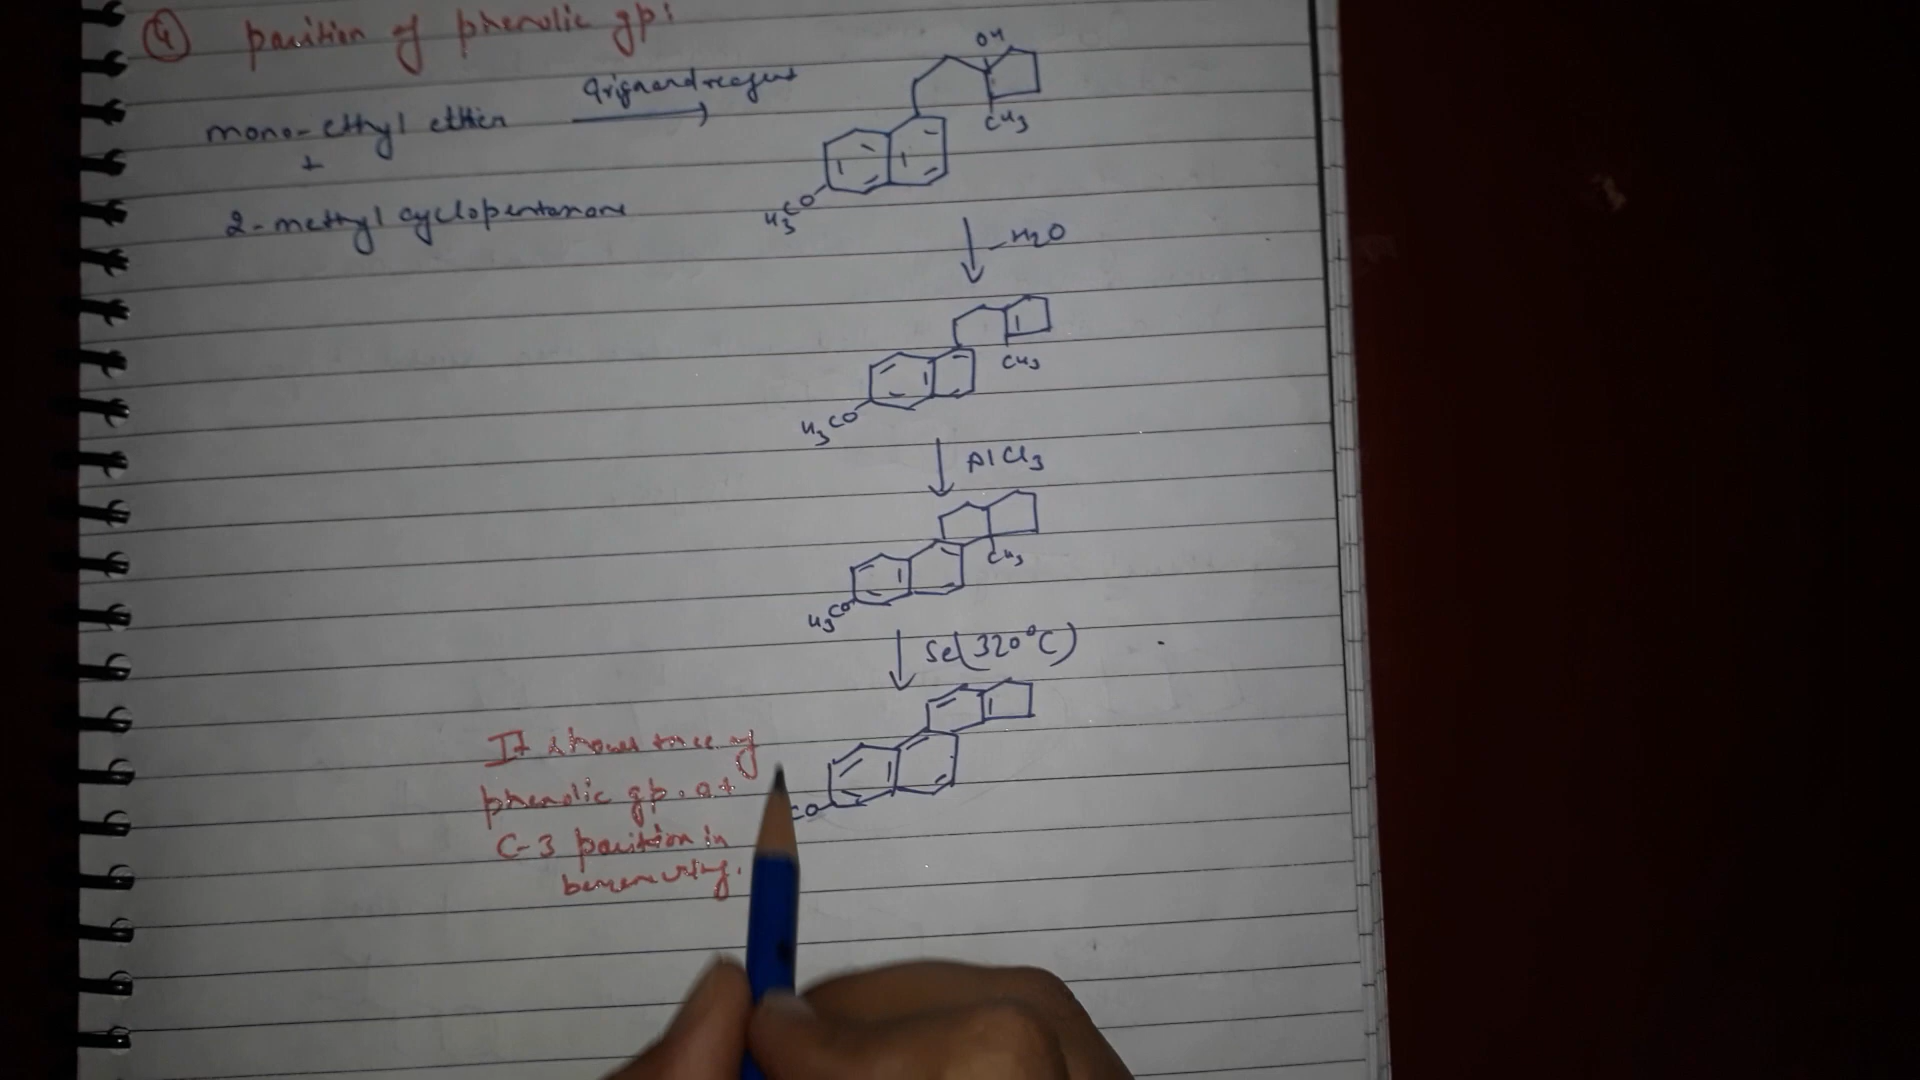 ④ position of phenolic gp:
mono-ethyl ether
+
2-methyl cyclopentanone
Grignard reagent
OH
CH3
H3CO
-H2O
CH3
H3CO
AlCl3
CH3
H3CO
Se(320°C)
CO
It shows
phenolic gp. at
C-3 position in
benzene ring.